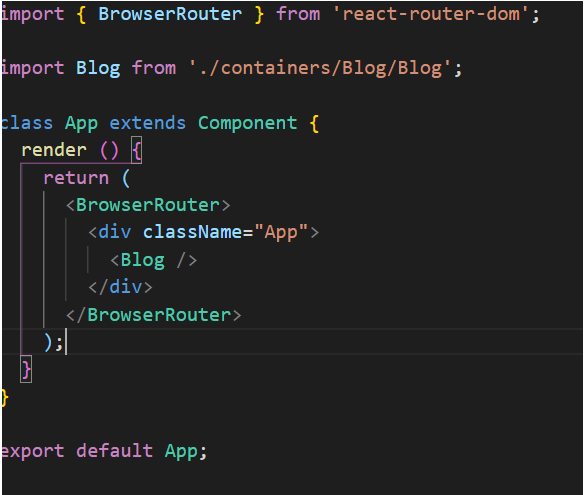 import { BrowserRouter } from 'react-router-dom';
import Blog from './containers/Blog/Blog';
class App extends Component {
render () {
return (
<BrowserRouter>
<div className="App">
<Blog />
</div>
</BrowserRouter>
);
}
}
export default App;